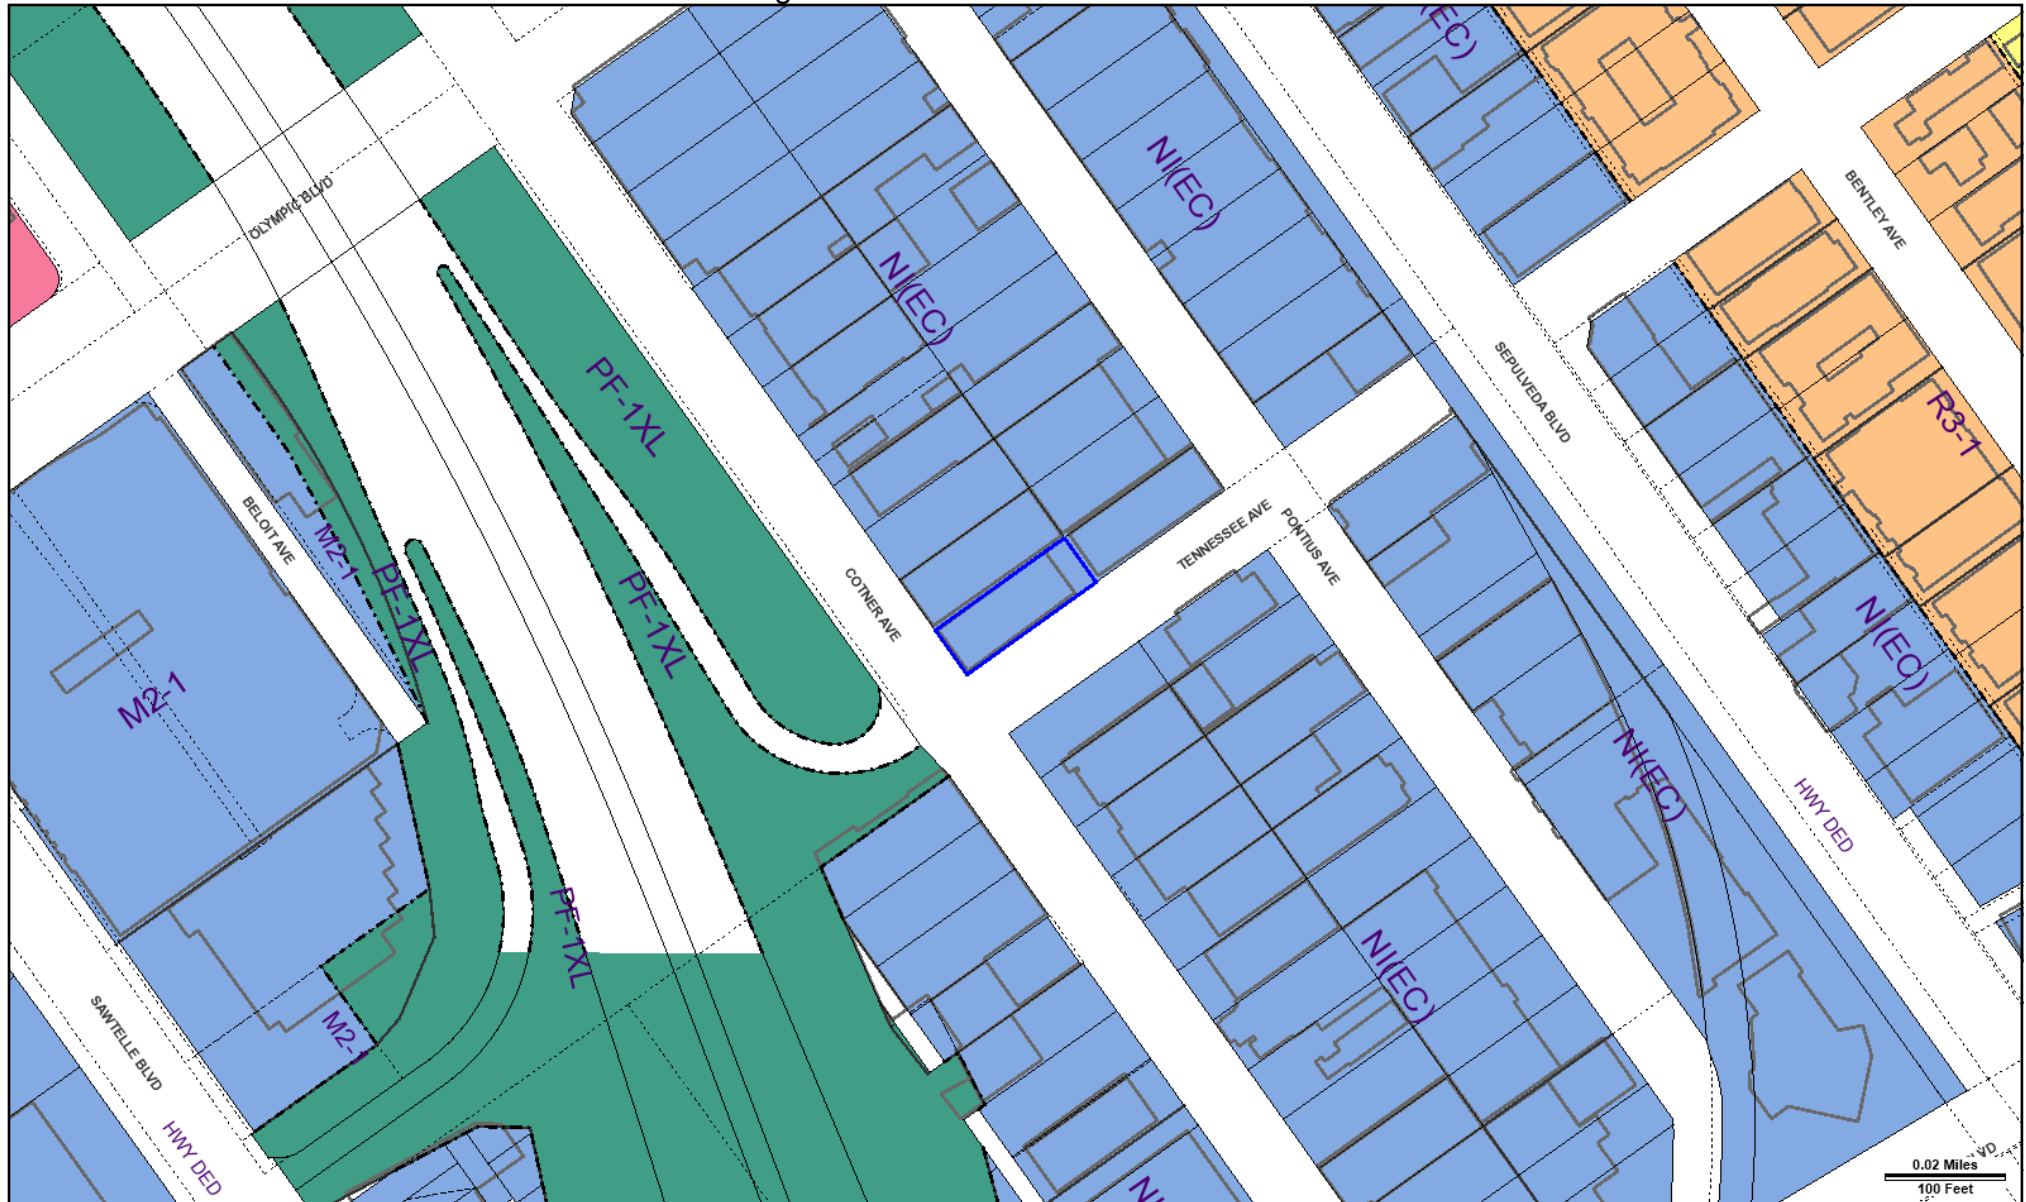 (EC)
NI(EC)
BENTLEY AVE
OLYMPIC BLVD
NI(EC)
PF-1XL
SEPULVEDA BLVD
R3-1
BELOIT AVE
M2-1
TENNESSEE AVE
PONTIUS AVE
PF-1XL
COTNER AVE
PF-1XL
NI(EC)
M2-1
NI(EC)
HWY DED
PF-1XL
NI(EC)
SAWTELLE BLVD
M2-1
HWY DED
0.02 Miles
100 Feet